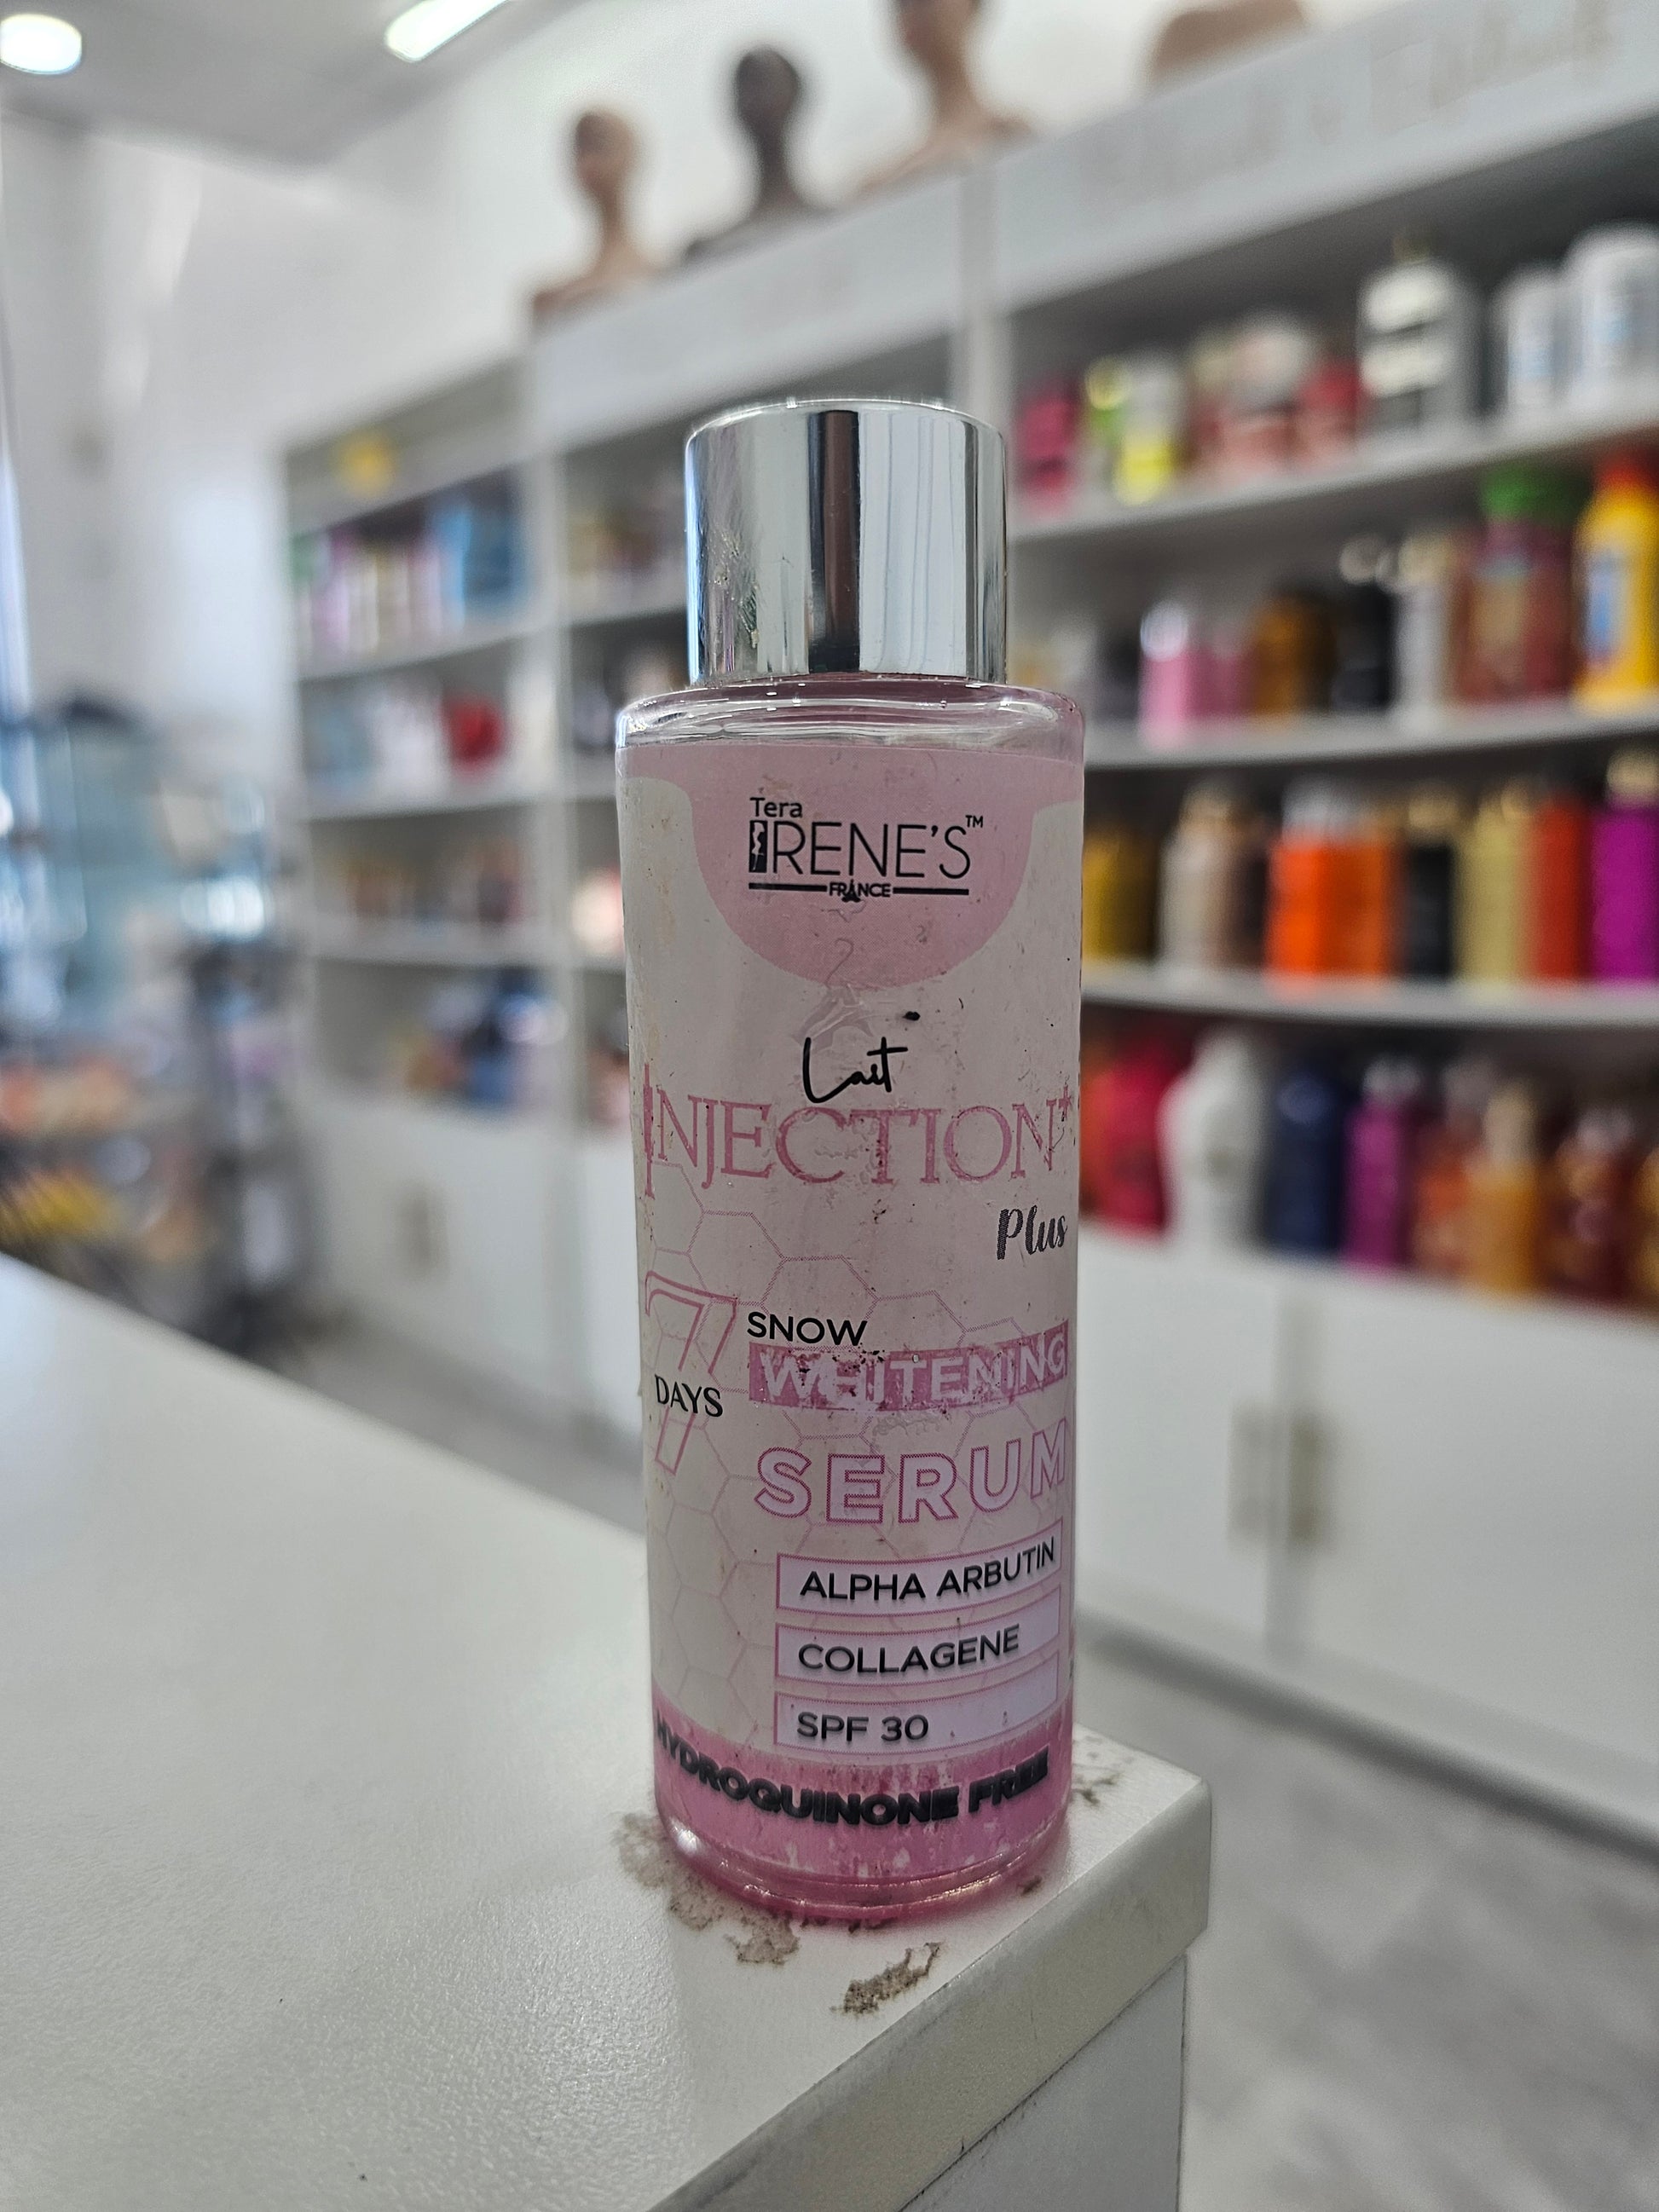 Tera
IRENE'S™
FRANCE
Lait
INJECTION+
Plus
7
DAYS
SNOW
WHITENING
SERUM
ALPHA ARBUTIN
COLLAGENE
SPF 30
HYDROQUINONE FREE